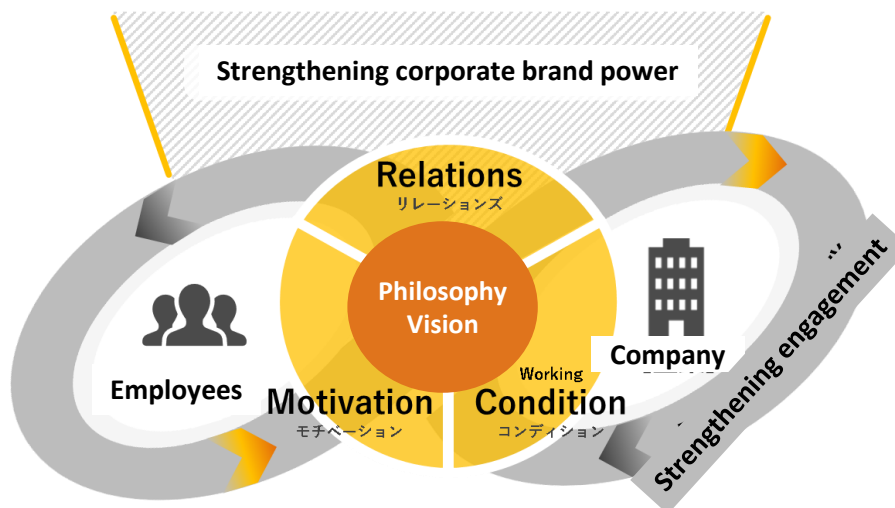 Strengthening corporate brand power
Relations
リレーションズ
Philosophy
Vision
Employees
Company
Working
Motivation
モチベーション
Condition
コンディション
Strengthening engagement